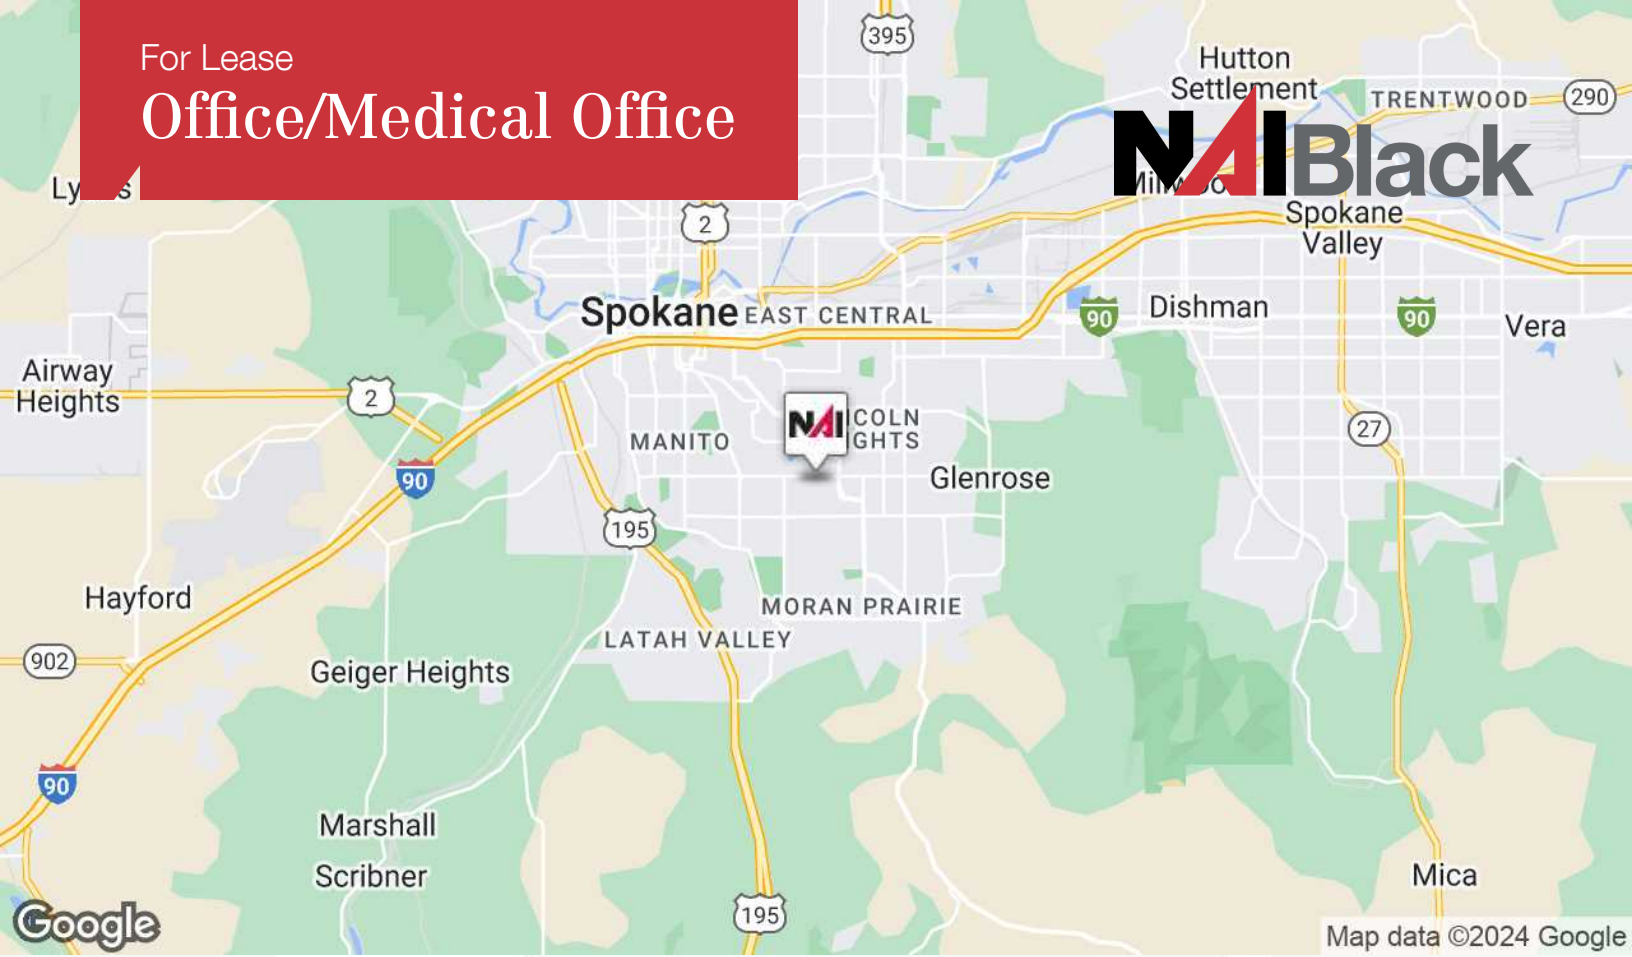 For Lease
Office/Medical Office
395
Hutton
Settlement
TRENTWOOD
290
NAIBlack
Spokane
Valley
2
Spokane
EAST CENTRAL
90
Dishman
90
Vera
Airway
Heights
2
MANITO
NAI
COLN
GHTS
27
90
Glenrose
195
Hayford
MORAN PRAIRIE
LATAH VALLEY
902
Geiger Heights
90
Marshall
Scribner
Mica
195
Google
Map data ©2024 Google